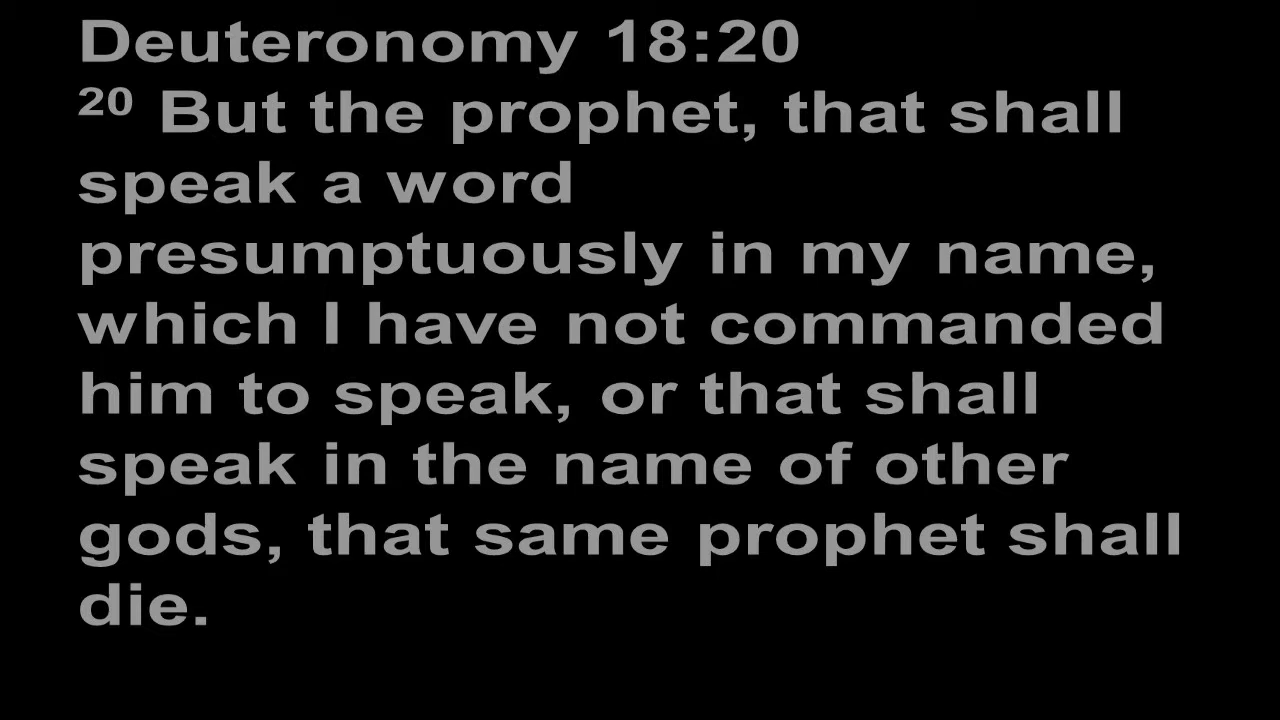 Deuteronomy 18:20
20 But the prophet, that shall
speak a word
presumptuously in my name,
which I have not commanded
him to speak, or that shall
speak in the name of other
gods, that same prophet shall
die.